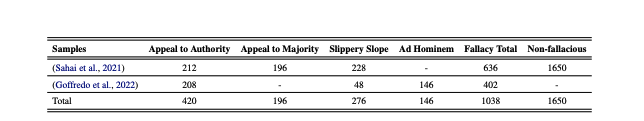 Samples Appeal to Authority Appeal to Majority Slippery Slope Ad Hominem Fallacy Total Non-fallacious
(Sahai et al., 2021) 212 196 228 - 636 1650
(Goffredo et al., 2022) 208 - 48 146 402 -
Total 420 196 276 146 1038 1650